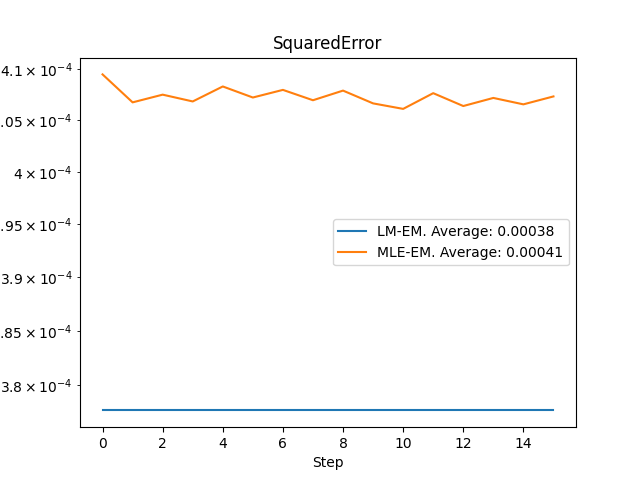 SquaredError
4.1 × 10⁻⁴
.05 × 10⁻⁴
4 × 10⁻⁴
.95 × 10⁻⁴
3.9 × 10⁻⁴
.85 × 10⁻⁴
3.8 × 10⁻⁴
LM-EM. Average: 0.00038
MLE-EM. Average: 0.00041
0 2 4 6 8 10 12 14
Step